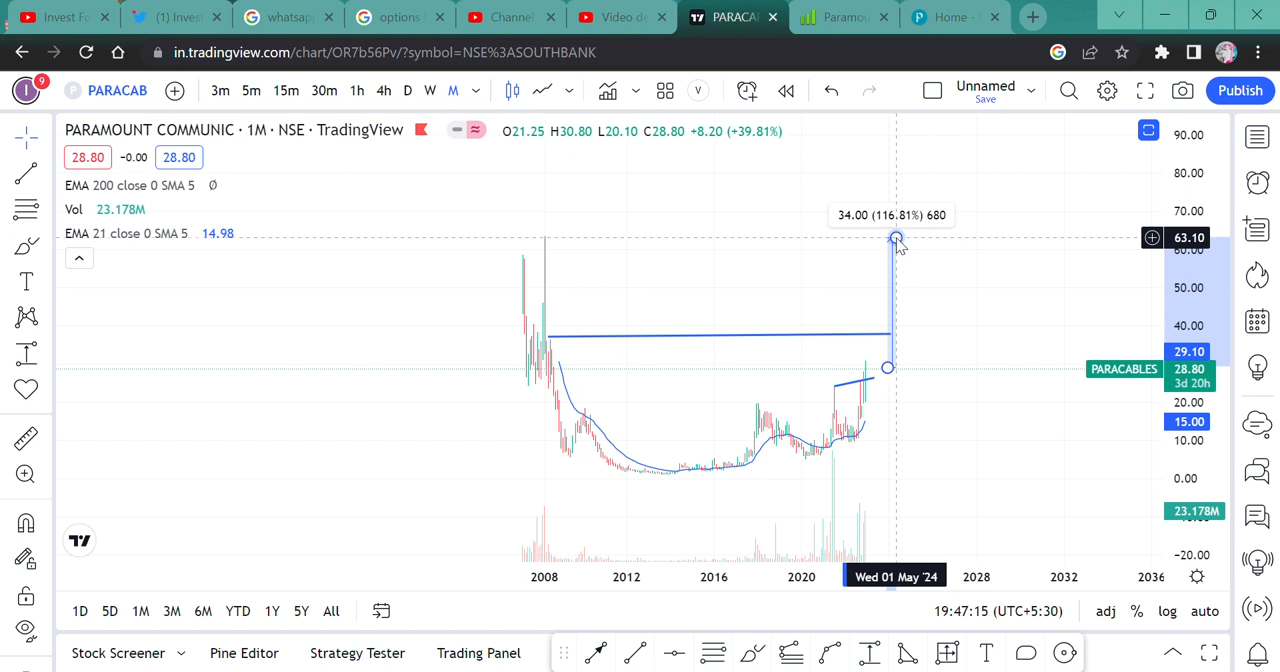 Invest Fo
(1) Invest
whatsapp
options t
Channel
Video de
PARACA
Paramou
Home -
in.tradingview.com/chart/OR7b56Pv/?symbol=NSE%3ASOUTHBANK
I 9 P PARACAB 3m 5m 15m 30m 1h 4h D W M V Unnamed Save Publish
PARAMOUNT COMMUNIC · 1M · NSE · TradingView O21.25 H30.80 L20.10 C28.80 +8.20 (+39.81%)
28.80 −0.00 28.80
EMA 200 close 0 SMA 5 Ø
Vol 23.178M
EMA 21 close 0 SMA 5 14.98
34.00 (116.81%) 680
90.00
80.00
70.00
63.10
50.00
40.00
29.10
PARACABLES 28.80
3d 20h
20.00
15.00
10.00
0.00
23.178M
−20.00
2008 2012 2016 2020 Wed 01 May '24 2028 2032 2036
1D 5D 1M 3M 6M YTD 1Y 5Y All 19:47:15 (UTC+5:30) adj % log auto
Stock Screener Pine Editor Strategy Tester Trading Panel